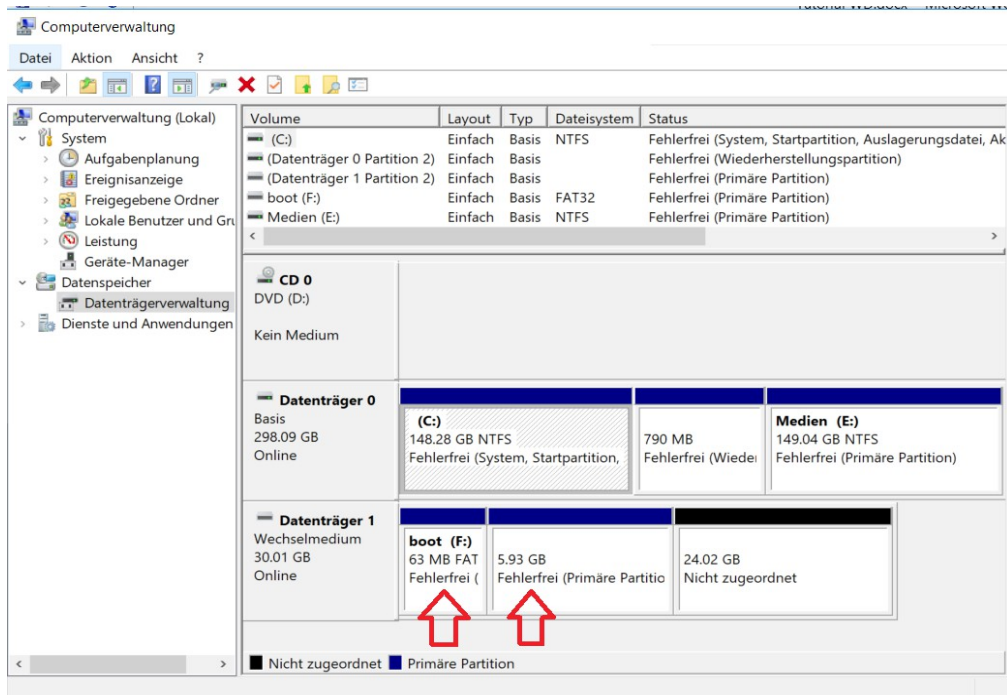 Computerverwaltung
Datei Aktion Ansicht ?
Computerverwaltung (Lokal)
System
Aufgabenplanung
Ereignisanzeige
Freigegebene Ordner
Lokale Benutzer und Gru
Leistung
Geräte-Manager
Datenspeicher
Datenträgerverwaltung
Dienste und Anwendungen
Volume Layout Typ Dateisystem Status
(C:) Einfach Basis NTFS Fehlerfrei (System, Startpartition, Auslagerungsdatei, Ak
(Datenträger 0 Partition 2) Einfach Basis Fehlerfrei (Wiederherstellungspartition)
(Datenträger 1 Partition 2) Einfach Basis Fehlerfrei (Primäre Partition)
boot (F:) Einfach Basis FAT32 Fehlerfrei (Primäre Partition)
Medien (E:) Einfach Basis NTFS Fehlerfrei (Primäre Partition)
CD 0
DVD (D:)
Kein Medium
Datenträger 0
Basis
298.09 GB
Online
(C:)
148.28 GB NTFS
Fehlerfrei (System, Startpartition,
790 MB
Fehlerfrei (Wieder
Medien (E:)
149.04 GB NTFS
Fehlerfrei (Primäre Partition)
Datenträger 1
Wechselmedium
30.01 GB
Online
boot (F:)
63 MB FAT
Fehlerfrei (
5.93 GB
Fehlerfrei (Primäre Partitio
24.02 GB
Nicht zugeordnet
Nicht zugeordnet Primäre Partition